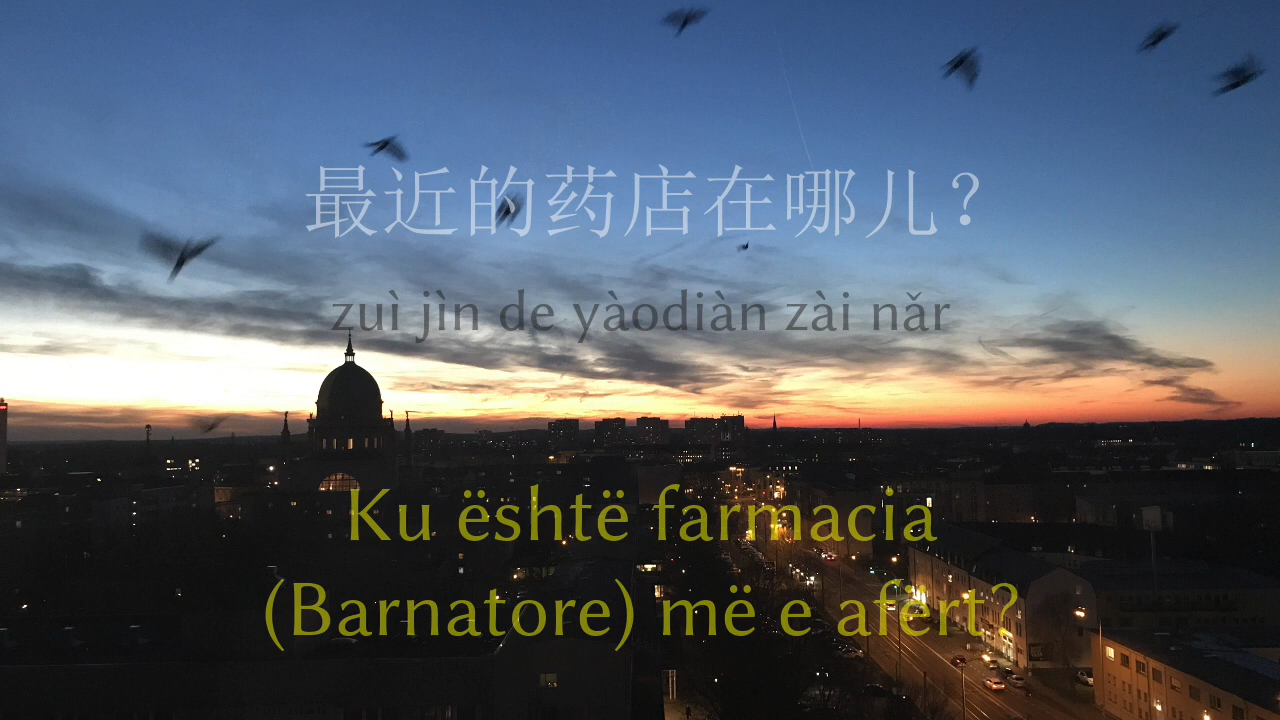 最近的药店在哪儿？
zuì jìn de yàodiàn zài nǎr
Ku është farmacia
(Barnatore) më e afërt?